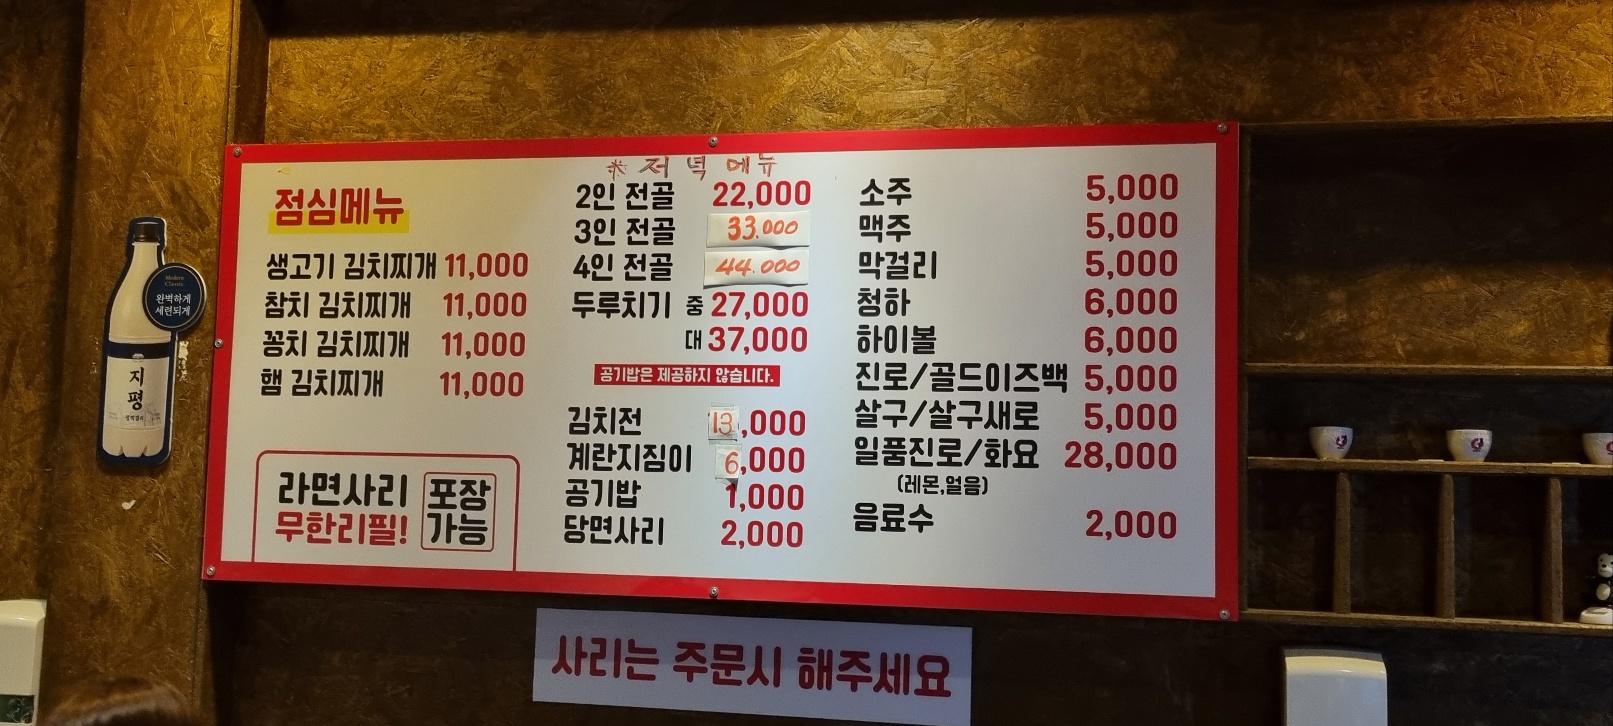 점심메뉴
생고기 김치찌개 11,000
참치 김치찌개 11,000
꽁치 김치찌개 11,000
햄 김치찌개 11,000
라면사리
무한리필!
포장
가능
※ 저녁 메뉴
2인 전골 22,000
3인 전골 33.000
4인 전골 44.000
두루치기 중 27,000
대 37,000
공기밥은 제공하지 않습니다.
김치전 13,000
계란지짐이 6,000
공기밥 1,000
당면사리 2,000
소주 5,000
맥주 5,000
막걸리 5,000
청하 6,000
하이볼 6,000
진로/골드이즈백 5,000
살구/살구새로 5,000
일품진로/화요 28,000
(레몬,얼음)
음료수 2,000
사리는 주문시 해주세요
Modern
Classic
완벽하게
세련되게
지평